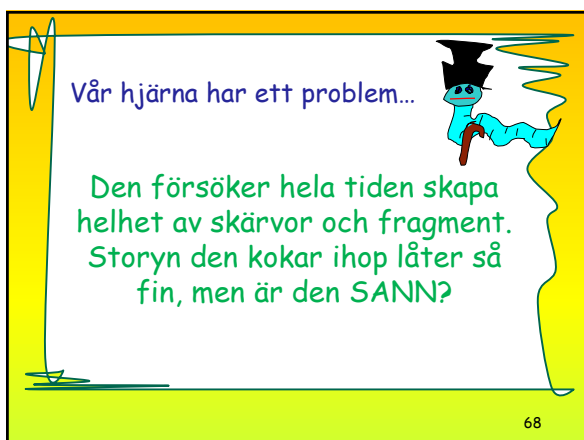 Vår hjärna har ett problem…
Den försöker hela tiden skapa
helhet av skärvor och fragment.
Storyn den kokar ihop låter så
fin, men är den SANN?
68